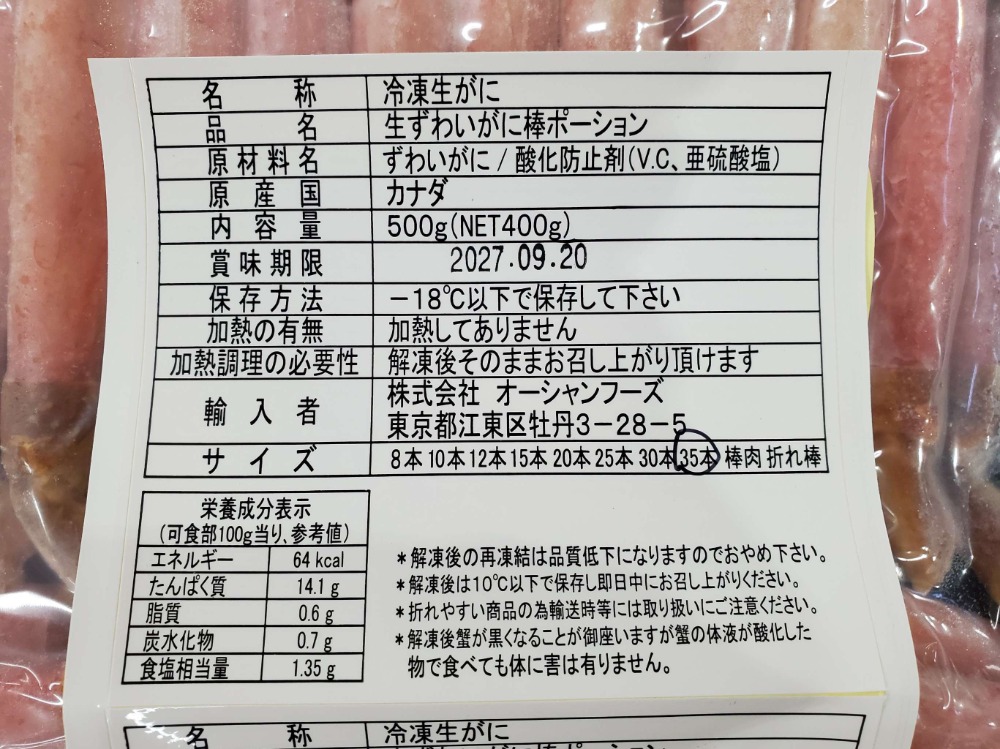 名称 冷凍生がに
品名 生ずわいがに棒ポーション
原材料名 ずわいがに / 酸化防止剤(V.C、亜硫酸塩)
原産国 カナダ
内容量 500g(NET400g)
賞味期限 2027.09.20
保存方法 −18℃以下で保存して下さい
加熱の有無 加熱してありません
加熱調理の必要性 解凍後そのままお召し上がり頂けます
輸入者 株式会社 オーシャンフーズ
東京都江東区牡丹3−28−5
サイズ 8本 10本 12本 15本 20本 25本 30本 35本 棒肉 折れ棒
栄養成分表示
(可食部100g当り、参考値)
エネルギー 64 kcal
たんぱく質 14.1 g
脂質 0.6 g
炭水化物 0.7 g
食塩相当量 1.35 g
*解凍後の再凍結は品質低下になりますのでおやめ下さい。
*解凍後は10℃以下で保存し即日中にお召し上がりください。
*折れやすい商品の為輸送時等には取り扱いにご注意ください。
*解凍後蟹が黒くなることが御座いますが蟹の体液が酸化した
物で食べても体に害は有りません。
名称 冷凍生がに